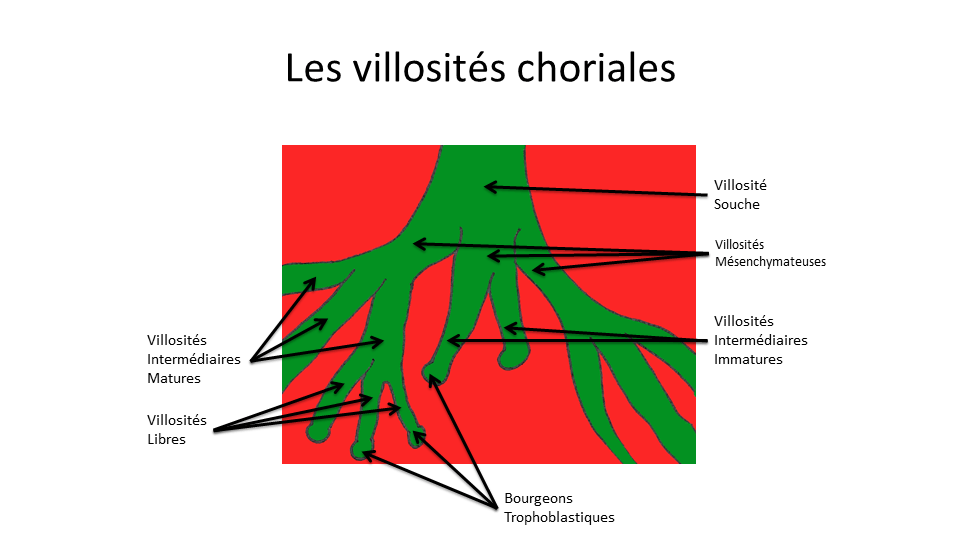 Les villosités choriales
Villosité
Souche
Villosités
Mésenchymateuses
Villosités
Intermédiaires
Immatures
Villosités
Intermédiaires
Matures
Villosités
Libres
Bourgeons
Trophoblastiques